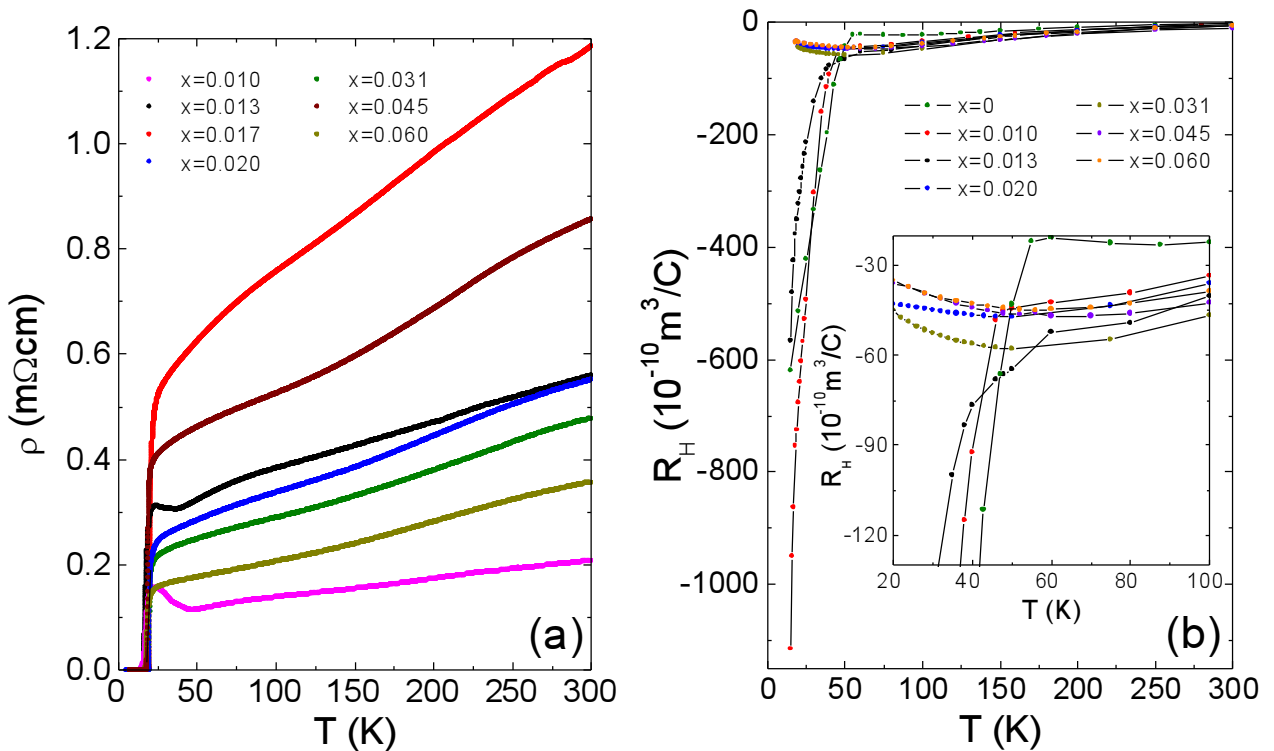 1.2
1.0
0.8
0.6
0.4
0.2
0.0
ρ (mΩcm)
x=0.010
x=0.013
x=0.017
x=0.020
x=0.031
x=0.045
x=0.060
(a)
0 50 100 150 200 250 300
T (K)
(b)
0
-200
-400
-600
-800
-1000
R_H (10^-10 m^3/C)
x=0
x=0.010
x=0.013
x=0.020
x=0.031
x=0.045
x=0.060
-30
-60
-90
-120
R_H (10^-10 m^3/C)
20 40 60 80 100
T (K)
(b)
0 50 100 150 200 250 300
T (K)